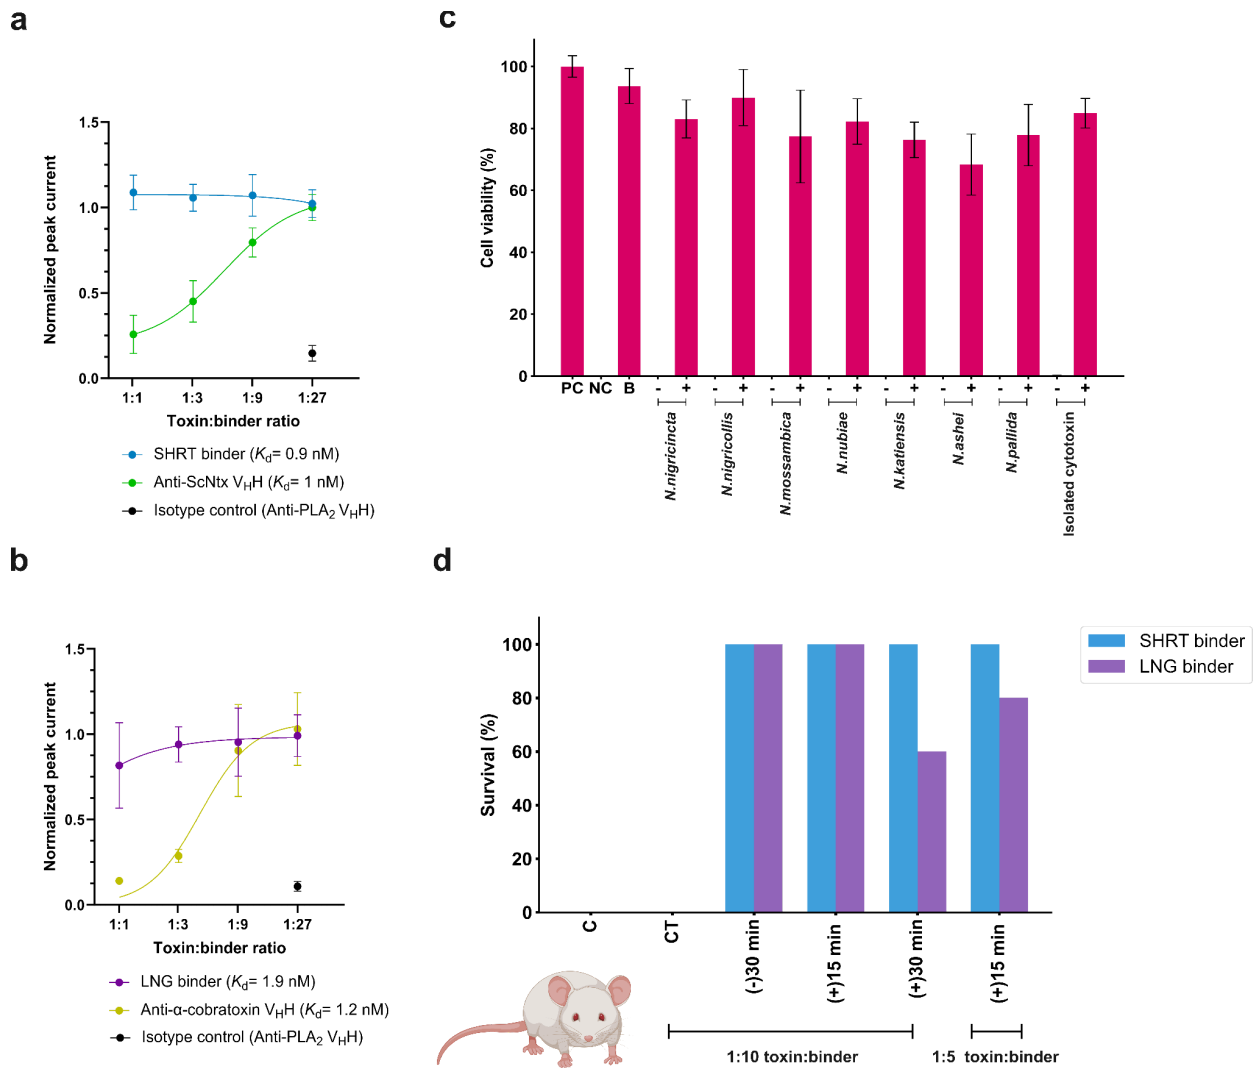 a
1.5
1.0
0.5
0.0
Normalized peak current
1:1 1:3 1:9 1:27
Toxin:binder ratio
SHRT binder (Kd= 0.9 nM)
Anti-ScNtx VHH (Kd= 1 nM)
Isotype control (Anti-PLA2 VHH)
b
1.5
1.0
0.5
0.0
Normalized peak current
1:1 1:3 1:9 1:27
Toxin:binder ratio
LNG binder (Kd= 1.9 nM)
Anti-α-cobratoxin VHH (Kd= 1.2 nM)
Isotype control (Anti-PLA2 VHH)
c
100
80
60
40
20
0
Cell viability (%)
PC NC B - + - + - + - + - + - + - + - +
N.nigricincta
N.nigricollis
N.mossambica
N.nubiae
N.katiensis
N.ashei
N.pallida
Isolated cytotoxin
d
100
80
60
40
20
0
Survival (%)
C
CT
(-)30 min
(+)15 min
(+)30 min
(+)15 min
1:10 toxin:binder
1:5 toxin:binder
SHRT binder
LNG binder